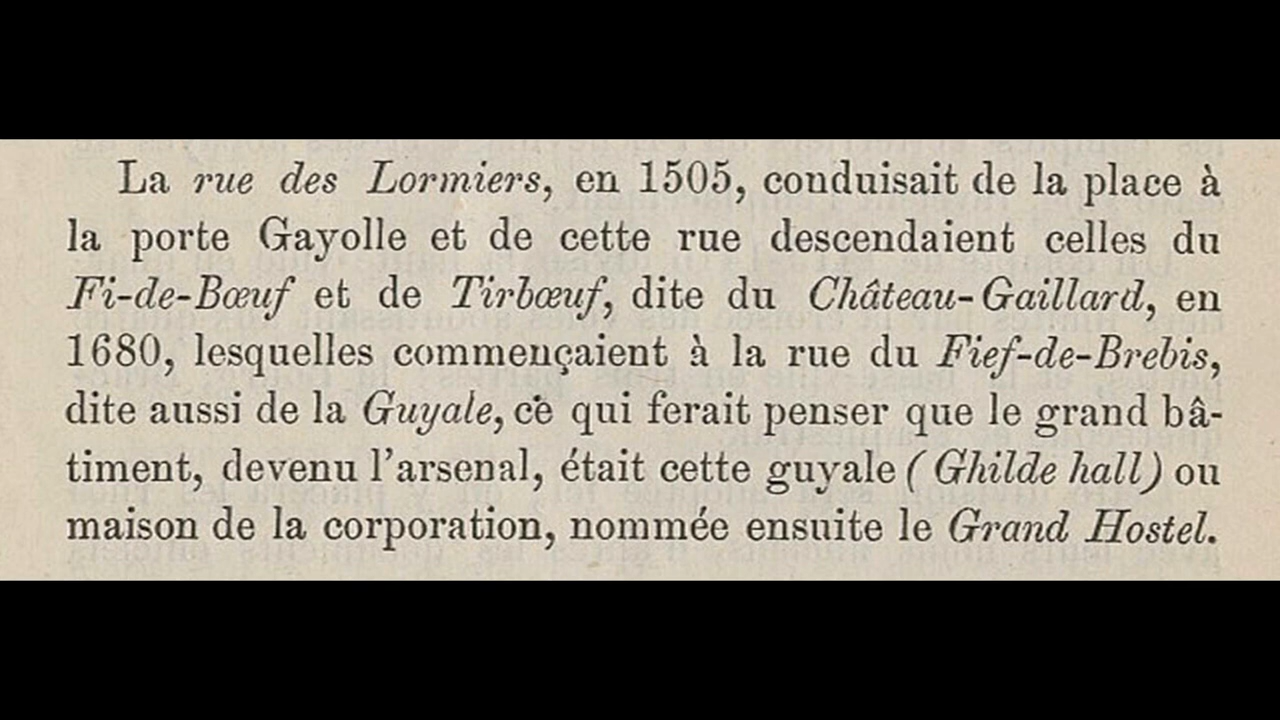 La rue des Lormiers, en 1505, conduisait de la place à
la porte Gayolle et de cette rue descendaient celles du
Fi-de-Bœuf et de Tirbœuf, dite du Château-Gaillard, en
1680, lesquelles commençaient à la rue du Fief-de-Brebis,
dite aussi de la Guyale, ce qui ferait penser que le grand bâ-
timent, devenu l'arsenal, était cette guyale (Ghilde hall) ou
maison de la corporation, nommée ensuite le Grand Hostel.